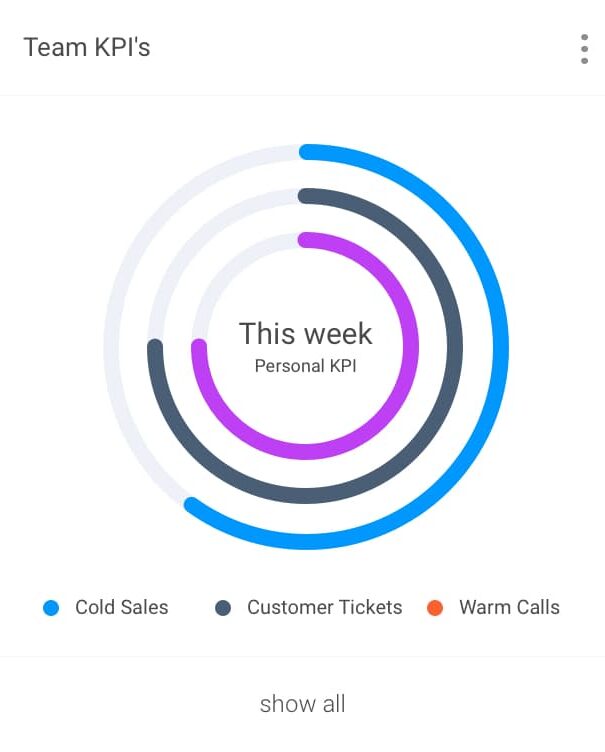 Team KPI's
This week
Personal KPI
Cold Sales
Customer Tickets
Warm Calls
show all